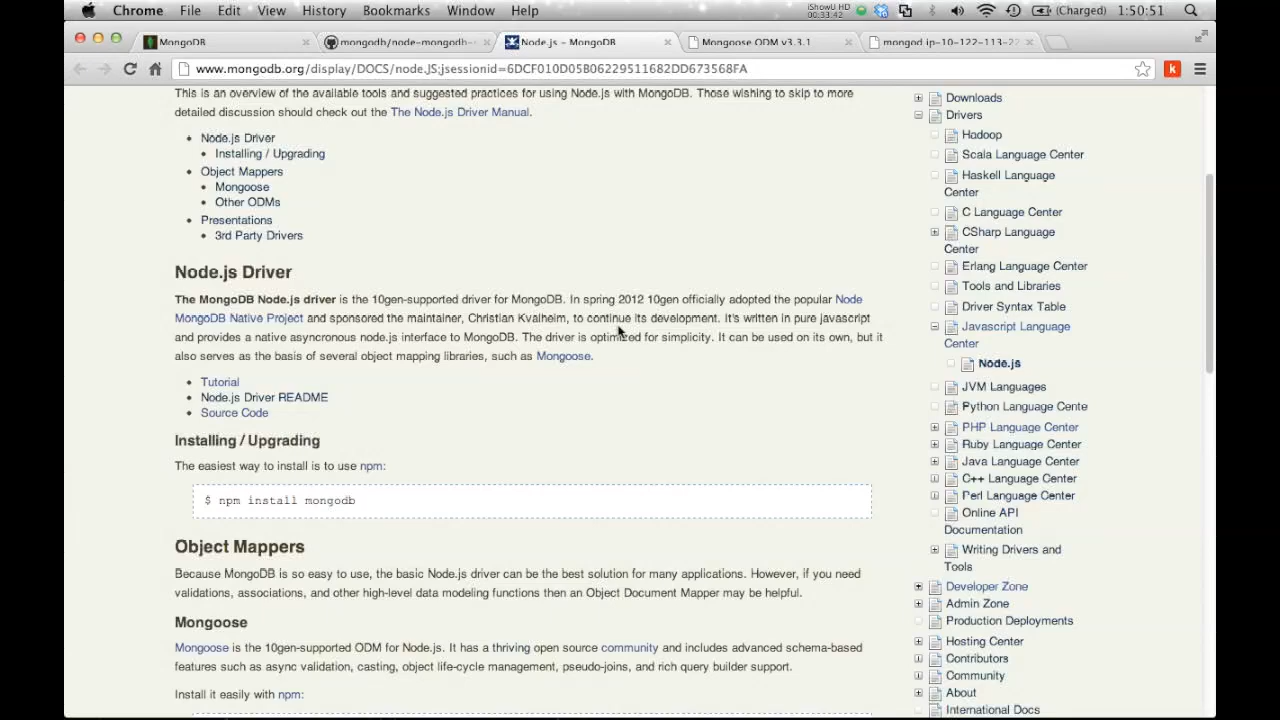 Chrome File Edit View History Bookmarks Window Help
iShowU HD
00:33:42
(Charged) 1:50:51
MongoDB
mongodb/node-mongodb-
Node.js – MongoDB
Mongoose ODM v3.3.1
mongod ip-10-122-113-22
www.mongodb.org/display/DOCS/node.JS;jsessionid=6DCF010D05B06229511682DD673568FA
k
This is an overview of the available tools and suggested practices for using Node.js with MongoDB. Those wishing to skip to more
detailed discussion should check out the The Node.js Driver Manual.
Node.js Driver
Installing / Upgrading
Object Mappers
Mongoose
Other ODMs
Presentations
3rd Party Drivers
Node.js Driver
The MongoDB Node.js driver is the 10gen-supported driver for MongoDB. In spring 2012 10gen officially adopted the popular Node
MongoDB Native Project and sponsored the maintainer, Christian Kvalheim, to continue its development. It's written in pure javascript
and provides a native asyncronous node.js interface to MongoDB. The driver is optimized for simplicity. It can be used on its own, but it
also serves as the basis of several object mapping libraries, such as Mongoose.
Tutorial
Node.js Driver README
Source Code
Installing / Upgrading
The easiest way to install is to use npm:
$ npm install mongodb
Object Mappers
Because MongoDB is so easy to use, the basic Node.js driver can be the best solution for many applications. However, if you need
validations, associations, and other high-level data modeling functions then an Object Document Mapper may be helpful.
Mongoose
Mongoose is the 10gen-supported ODM for Node.js. It has a thriving open source community and includes advanced schema-based
features such as async validation, casting, object life-cycle management, pseudo-joins, and rich query builder support.
Install it easily with npm:
Downloads
Drivers
Hadoop
Scala Language Center
Haskell Language
Center
C Language Center
CSharp Language
Center
Erlang Language Center
Tools and Libraries
Driver Syntax Table
Javascript Language
Center
Node.js
JVM Languages
Python Language Cente
PHP Language Center
Ruby Language Center
Java Language Center
C++ Language Center
Perl Language Center
Online API
Documentation
Writing Drivers and
Tools
Developer Zone
Admin Zone
Production Deployments
Hosting Center
Contributors
Community
About
International Docs